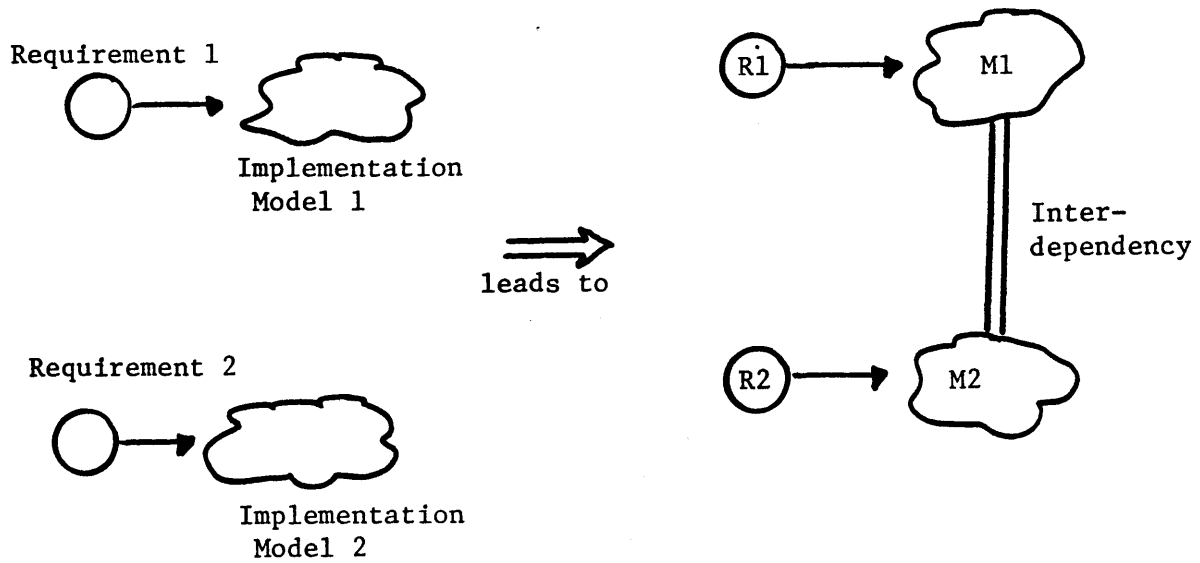 Requirement 1
Implementation
Model 1
Requirement 2
Implementation
Model 2
leads to
R1
M1
Inter-
dependency
R2
M2